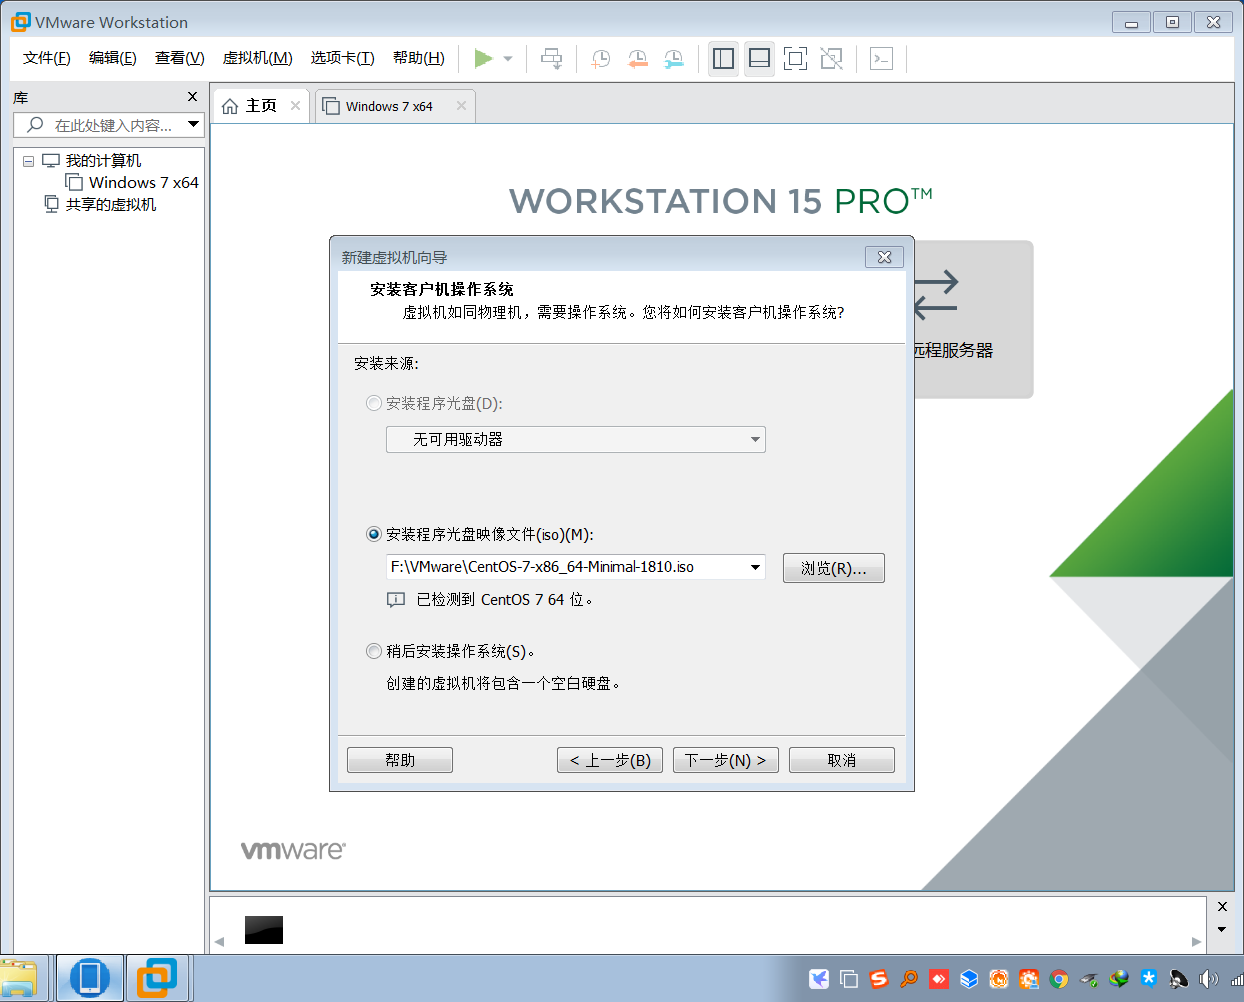 VMware Workstation
文件(F) 编辑(E) 查看(V) 虚拟机(M) 选项卡(T) 帮助(H)
库
在此处键入内容...
我的计算机
Windows 7 x64
共享的虚拟机
主页
Windows 7 x64
WORKSTATION 15 PRO™
远程服务器
新建虚拟机向导
安装客户机操作系统
虚拟机如同物理机，需要操作系统。您将如何安装客户机操作系统?
安装来源:
安装程序光盘(D):
无可用驱动器
安装程序光盘映像文件(iso)(M):
F:\VMware\CentOS-7-x86_64-Minimal-1810.iso
浏览(R)...
已检测到 CentOS 7 64 位。
稍后安装操作系统(S)。
创建的虚拟机将包含一个空白硬盘。
帮助
< 上一步(B)
下一步(N) >
取消
vmware